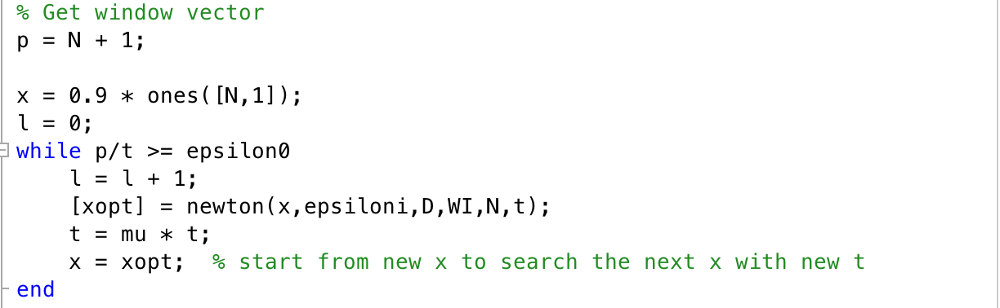 % Get window vector
p = N + 1;
x = 0.9 * ones([N,1]);
l = 0;
while p/t >= epsilon0
l = l + 1;
[xopt] = newton(x,epsiloni,D,WI,N,t);
t = mu * t;
x = xopt;  % start from new x to search the next x with new t
end